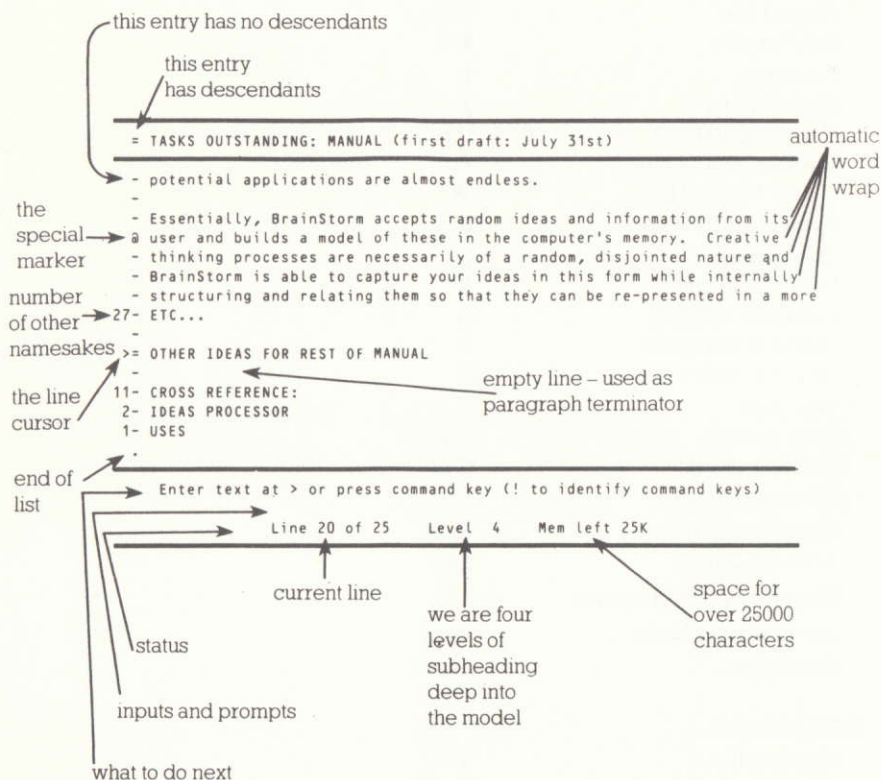 this entry has no descendants
this entry
has descendants
= TASKS OUTSTANDING: MANUAL (first draft: July 31st)
automatic
word
wrap
- potential applications are almost endless.
-
- Essentially, BrainStorm accepts random ideas and information from its
the
special
marker
@ user and builds a model of these in the computer's memory. Creative
- thinking processes are necessarily of a random, disjointed nature and
- BrainStorm is able to capture your ideas in this form while internally
- structuring and relating them so that they can be re-presented in a more
number
of other
namesakes
27- ETC...
-
>= OTHER IDEAS FOR REST OF MANUAL
-
empty line – used as
paragraph terminator
the line
cursor
11- CROSS REFERENCE:
2- IDEAS PROCESSOR
1- USES
.
end of
list
Enter text at > or press command key (! to identify command keys)
Line 20 of 25 Level 4 Mem left 25K
current line
we are four
levels of
subheading
deep into
the model
space for
over 25000
characters
status
inputs and prompts
what to do next